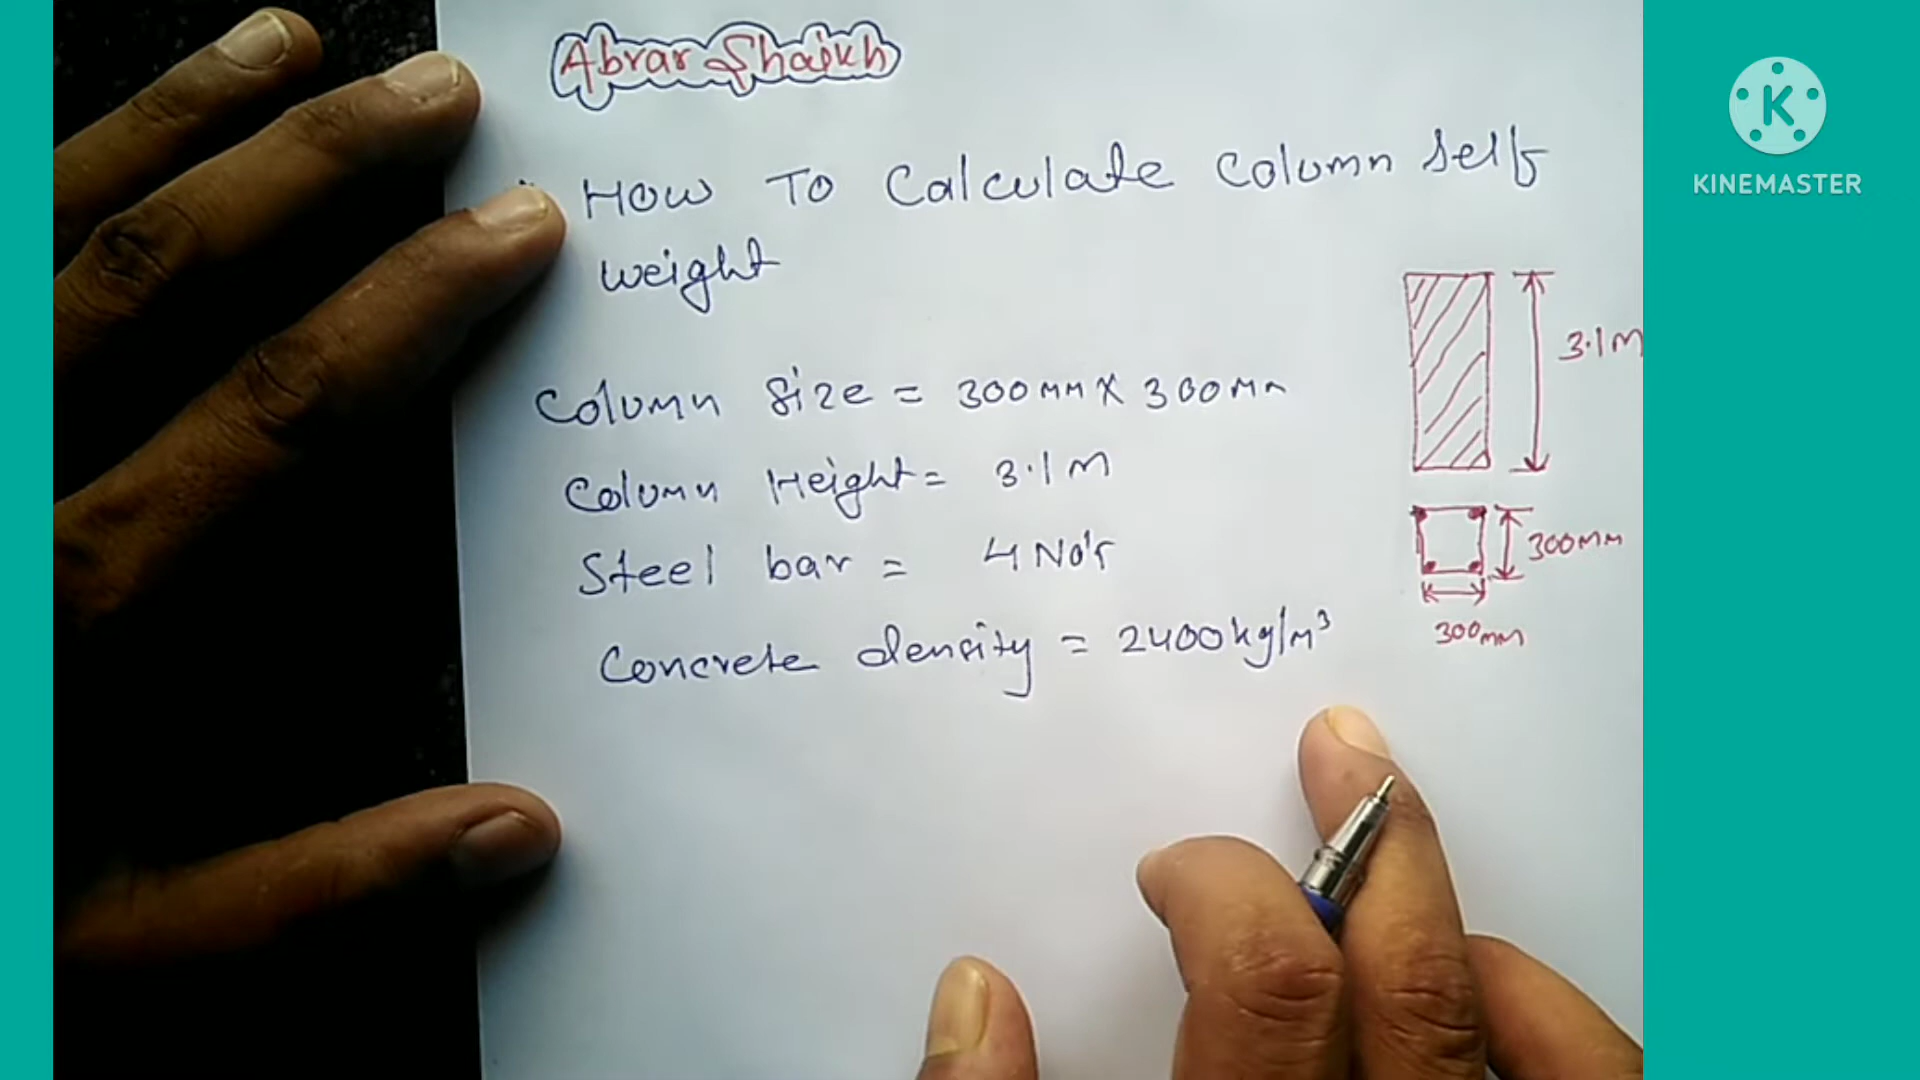 Abrar Shaikh
How To Calculate Column Self
weight
Column Size = 300mm X 300mm
Column Height = 3.1 M
Steel bar = 4 No's
Concrete density = 2400kg/m³
3.1M
300mm
300mm
KINEMASTER